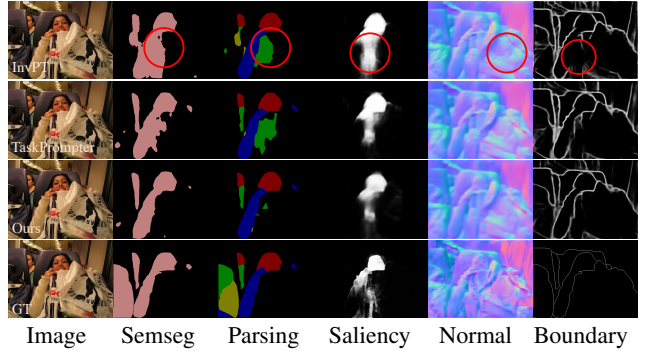 InvPT
TaskPrompter
Ours
GT
Image Semseg Parsing Saliency Normal Boundary